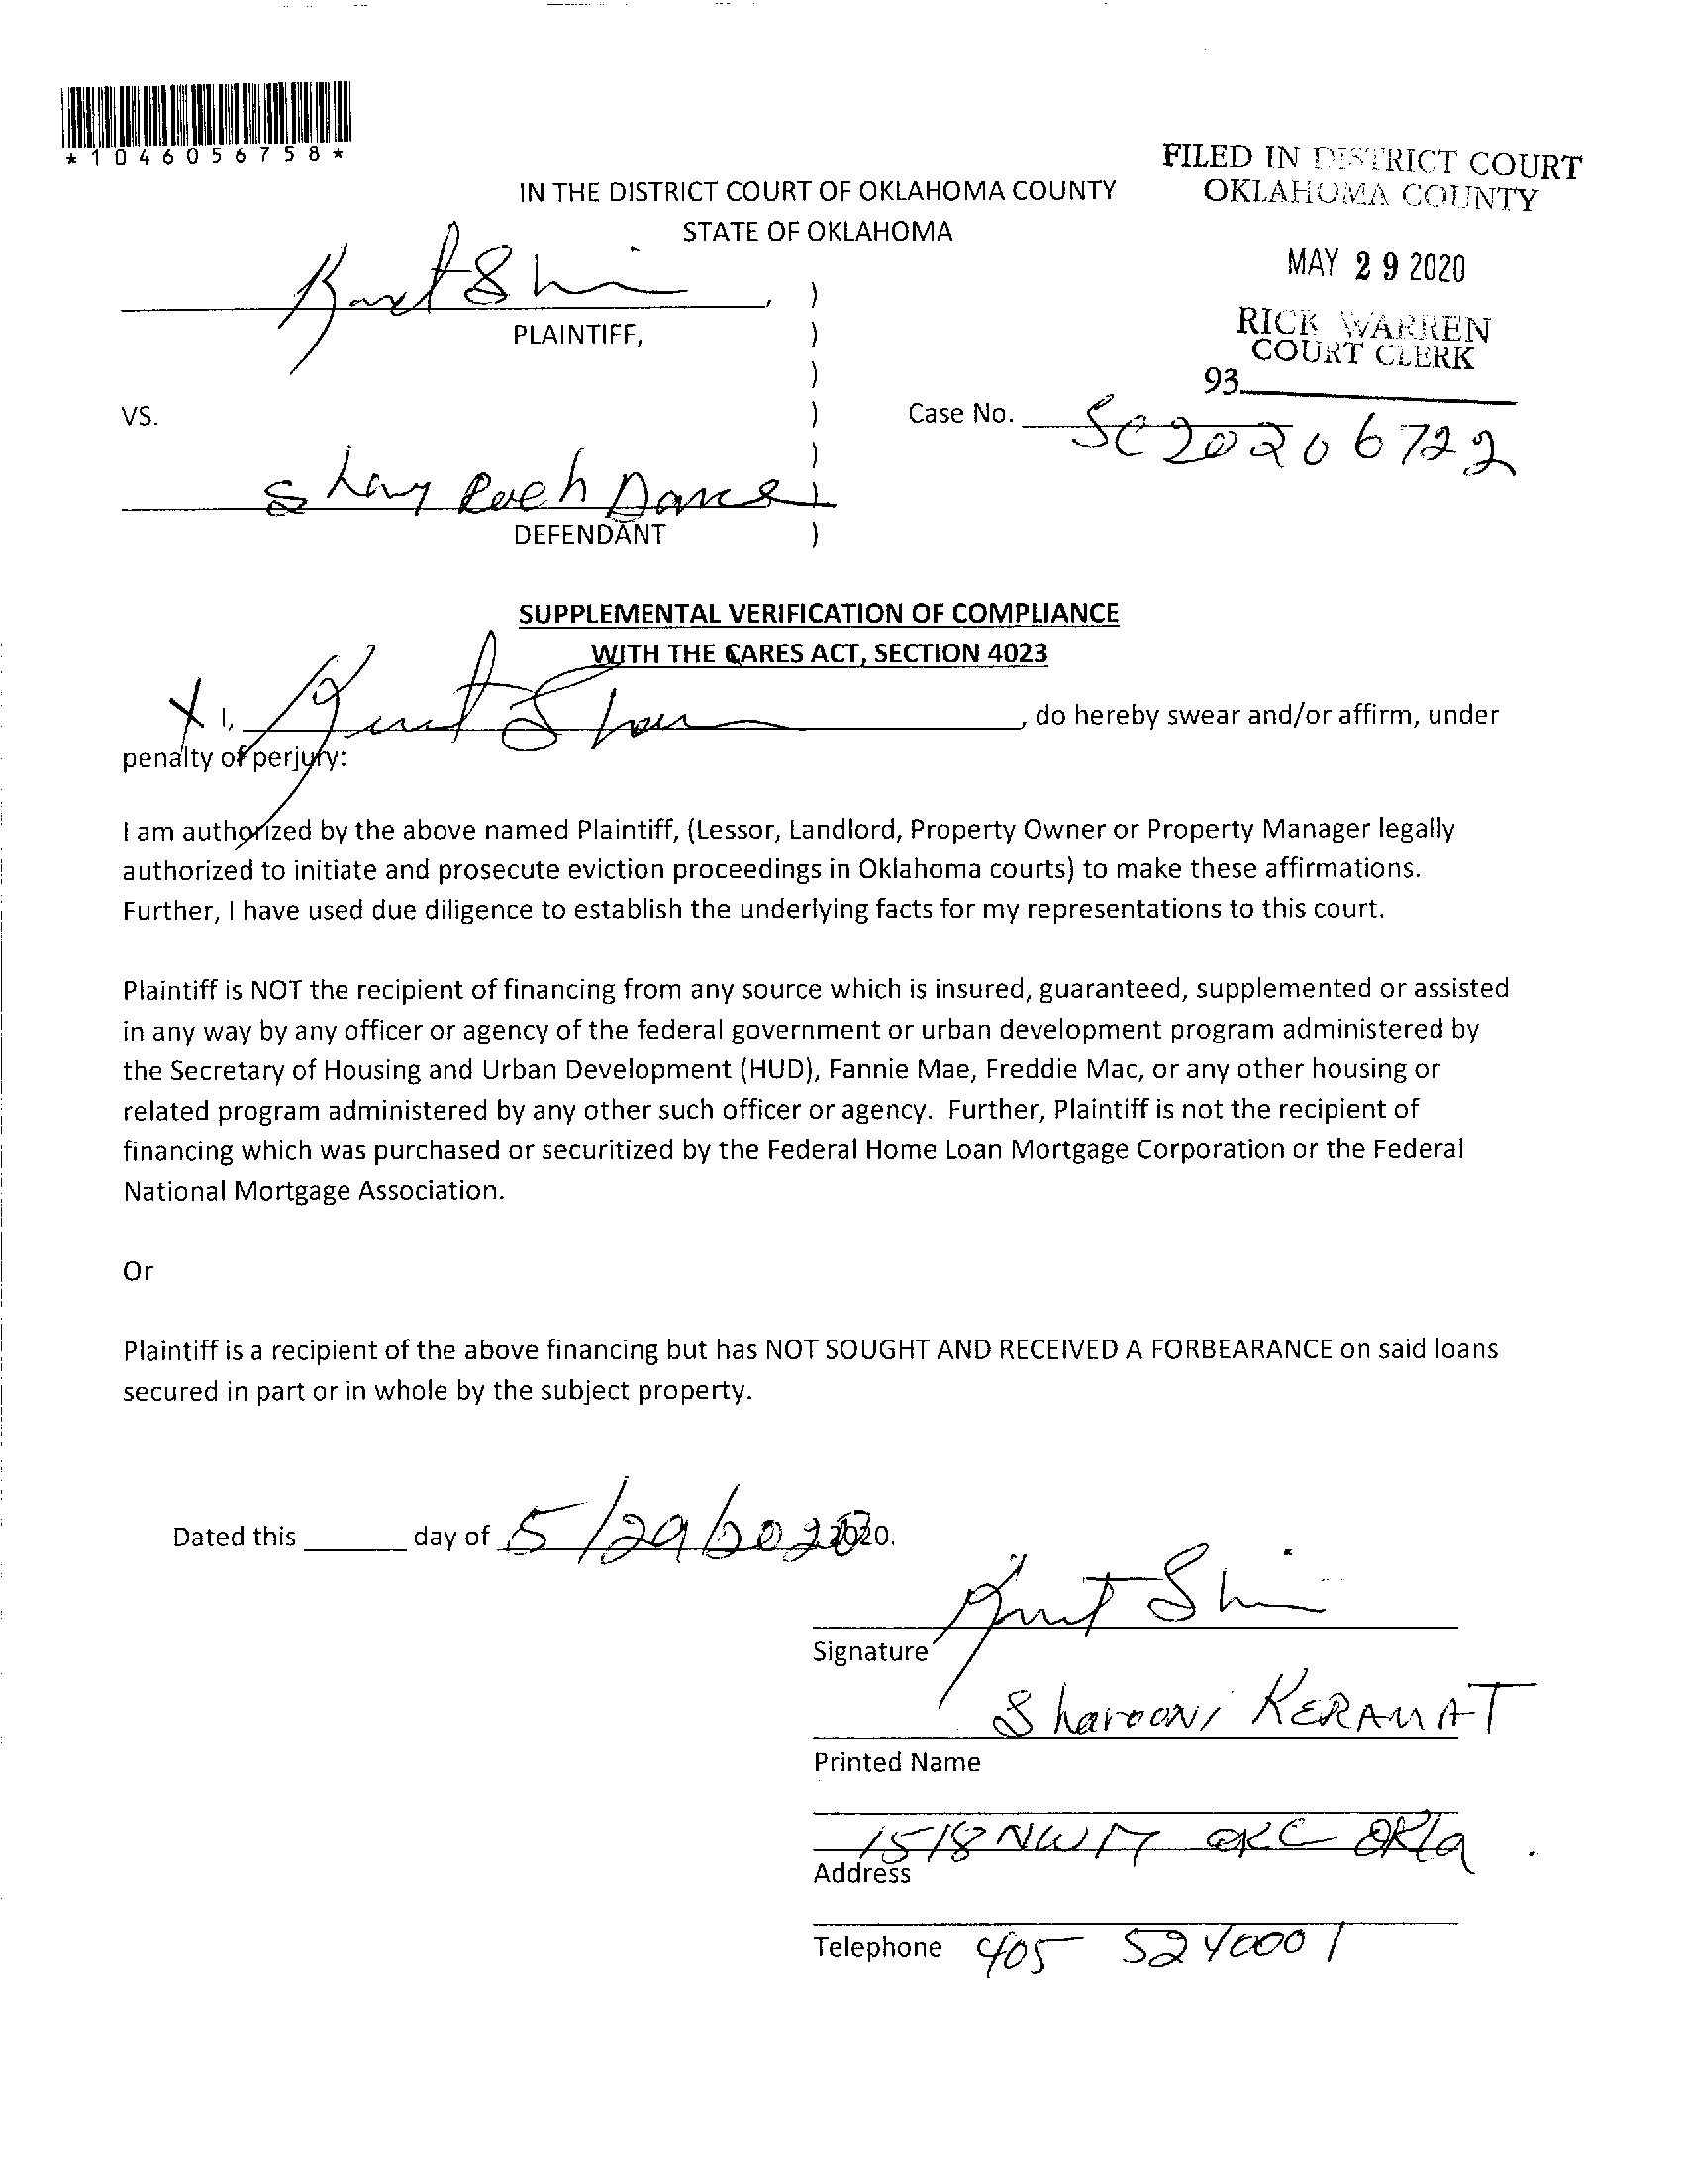 *1046056758*
FILED IN DISTRICT COURT
OKLAHOMA COUNTY
MAY 29 2020
RICK WARREN
COURT CLERK
93
IN THE DISTRICT COURT OF OKLAHOMA COUNTY
STATE OF OKLAHOMA
)
PLAINTIFF, )
)
VS. ) Case No. SC20206722
)
Shay )
DEFENDANT )
SUPPLEMENTAL VERIFICATION OF COMPLIANCE
WITH THE CARES ACT, SECTION 4023
X I, , do hereby swear and/or affirm, under
penalty of perjury:
I am authorized by the above named Plaintiff, (Lessor, Landlord, Property Owner or Property Manager legally
authorized to initiate and prosecute eviction proceedings in Oklahoma courts) to make these affirmations.
Further, I have used due diligence to establish the underlying facts for my representations to this court.
Plaintiff is NOT the recipient of financing from any source which is insured, guaranteed, supplemented or assisted
in any way by any officer or agency of the federal government or urban development program administered by
the Secretary of Housing and Urban Development (HUD), Fannie Mae, Freddie Mac, or any other housing or
related program administered by any other such officer or agency. Further, Plaintiff is not the recipient of
financing which was purchased or securitized by the Federal Home Loan Mortgage Corporation or the Federal
National Mortgage Association.
Or
Plaintiff is a recipient of the above financing but has NOT SOUGHT AND RECEIVED A FORBEARANCE on said loans
secured in part or in whole by the subject property.
Dated this ______ day of 5/29/2020 2020.
Signature
Sharooni KERAMAT
Printed Name
1518 NW 17 OKC OKla.
Address
Telephone 405 5240001